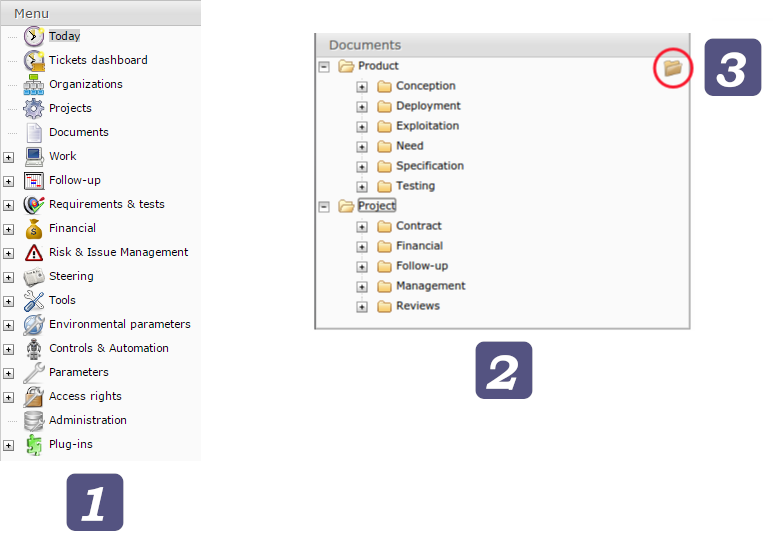 Menu
Today
Tickets dashboard
Organizations
Projects
Documents
Work
Follow-up
Requirements & tests
Financial
Risk & Issue Management
Steering
Tools
Environmental parameters
Controls & Automation
Parameters
Access rights
Administration
Plug-ins
1
Documents
Product
Conception
Deployment
Exploitation
Need
Specification
Testing
Project
Contract
Financial
Follow-up
Management
Reviews
2
3